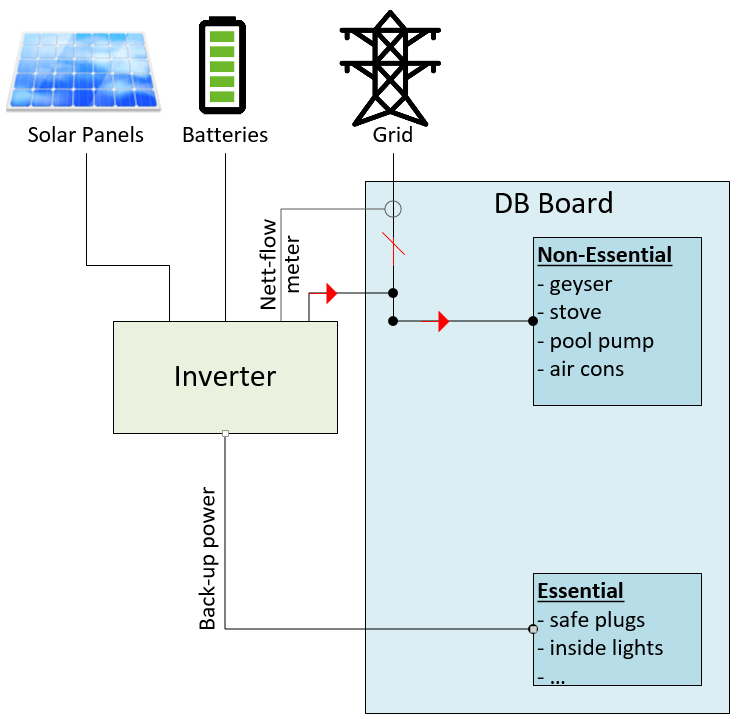 Solar Panels
Batteries
Grid
DB Board
Nett-flow
meter
Non-Essential
- geyser
- stove
- pool pump
- air cons
Inverter
Back-up power
Essential
- safe plugs
- inside lights
- ...